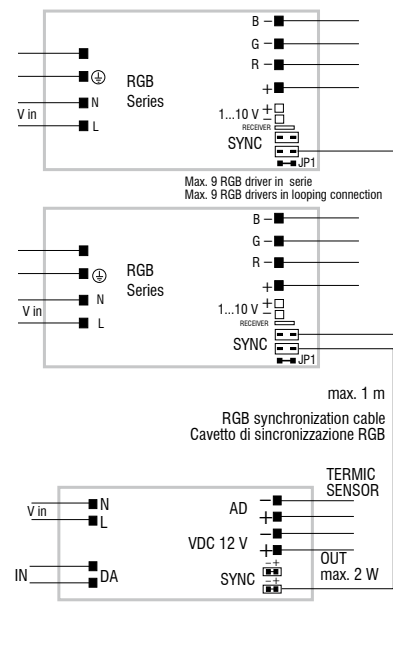 B –
G –
R –
RGB Series
+
V in
N
L
1...10 V + –
RECEIVER
SYNC
JP1
Max. 9 RGB driver in serie
Max. 9 RGB drivers in looping connection
B –
G –
R –
RGB Series
+
V in
N
L
1...10 V + –
RECEIVER
SYNC
JP1
max. 1 m
RGB synchronization cable
Cavetto di sincronizzazione RGB
TERMIC
SENSOR
V in
N
L
AD
–
+
VDC 12 V
–
+
OUT
max. 2 W
IN
DA
SYNC
– +
– +